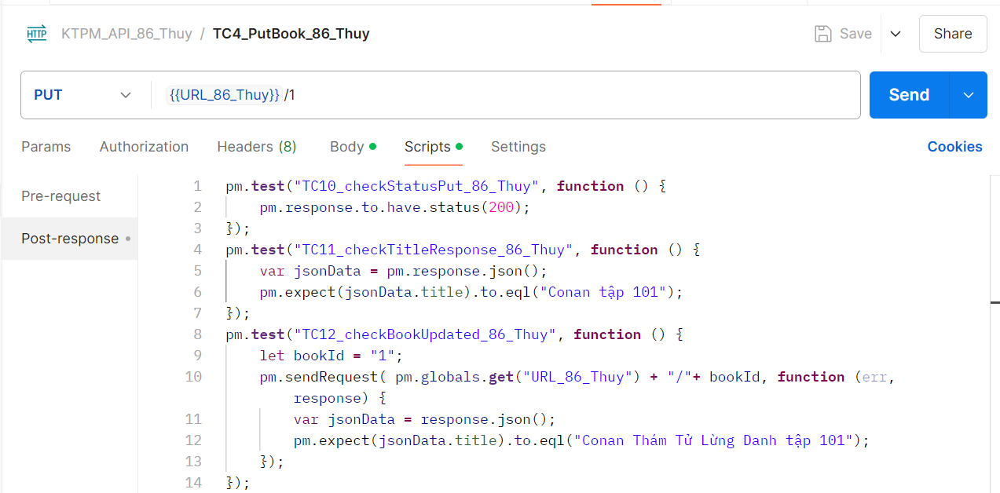 HTTP KTPM_API_86_Thuy / TC4_PutBook_86_Thuy Save Share
PUT {{URL_86_Thuy}} /1 Send
Params Authorization Headers (8) Body Scripts Settings Cookies
Pre-request
Post-response
1 pm.test("TC10_checkStatusPut_86_Thuy", function () {
2 pm.response.to.have.status(200);
3 });
4 pm.test("TC11_checkTitleResponse_86_Thuy", function () {
5 var jsonData = pm.response.json();
6 pm.expect(jsonData.title).to.eql("Conan tập 101");
7 });
8 pm.test("TC12_checkBookUpdated_86_Thuy", function () {
9 let bookId = "1";
10 pm.sendRequest( pm.globals.get("URL_86_Thuy") + "/"+ bookId, function (err,
response) {
11 var jsonData = response.json();
12 pm.expect(jsonData.title).to.eql("Conan Thám Tử Lừng Danh tập 101");
13 });
14 });